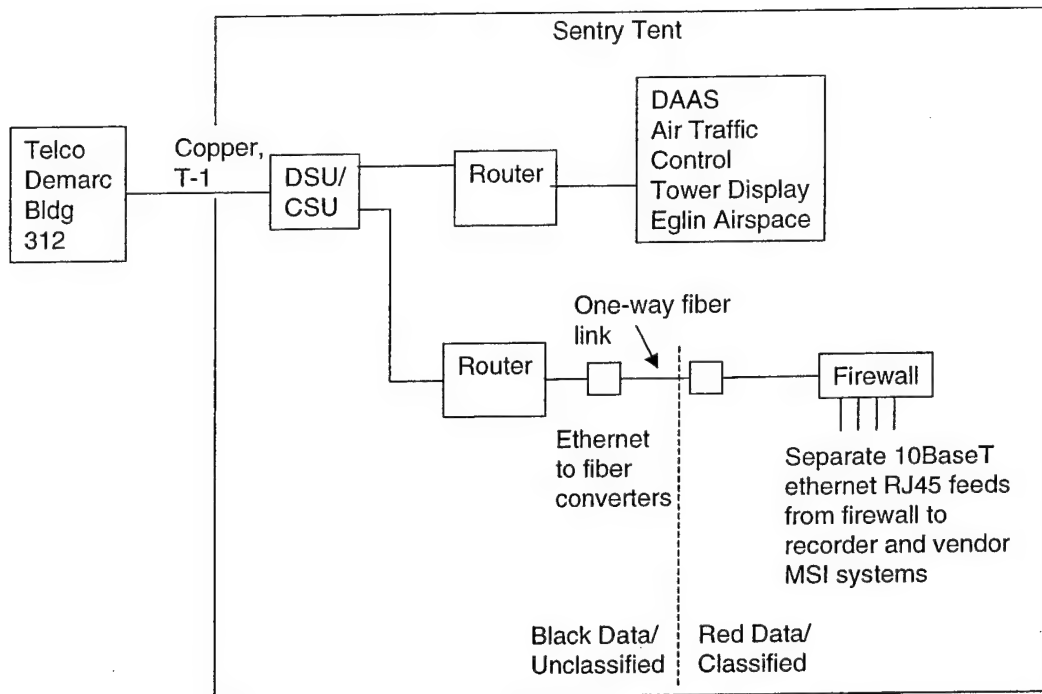 Sentry Tent
Telco
Demarc
Bldg
312
Copper,
T-1
DSU/
CSU
Router
DAAS
Air Traffic
Control
Tower Display
Eglin Airspace
One-way fiber
link
Router
Firewall
Ethernet
to fiber
converters
Separate 10BaseT
ethernet RJ45 feeds
from firewall to
recorder and vendor
MSI systems
Black Data/
Unclassified
Red Data/
Classified